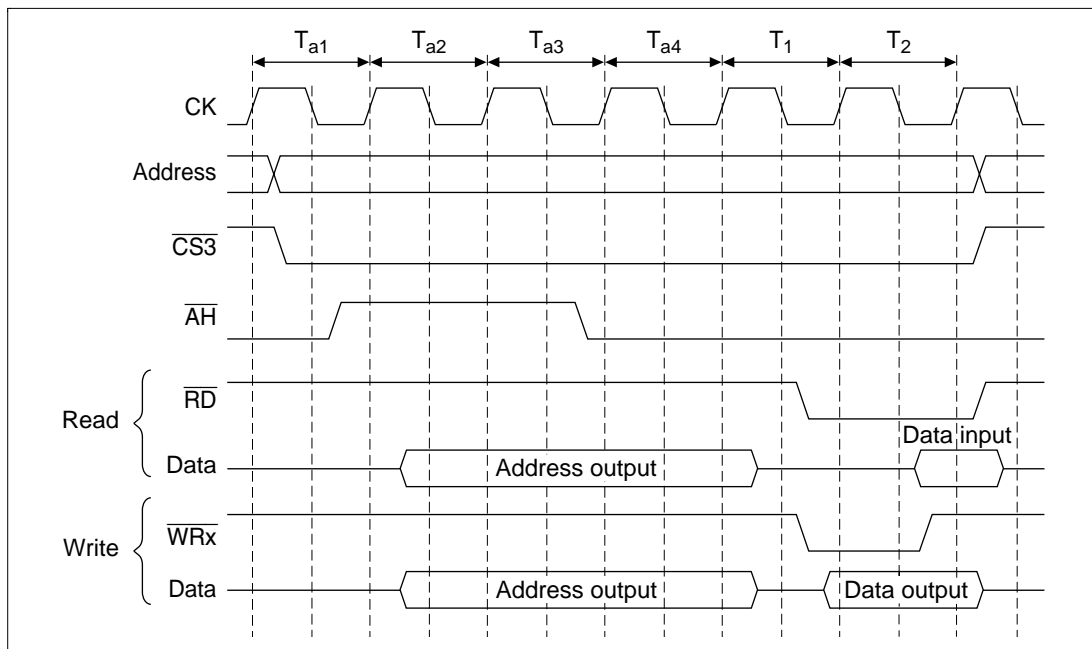 Ta1 Ta2 Ta3 Ta4 T1 T2
CK
Address
CS3
AH
Read
RD
Data input
Data
Address output
Write
WRx
Data
Address output
Data output